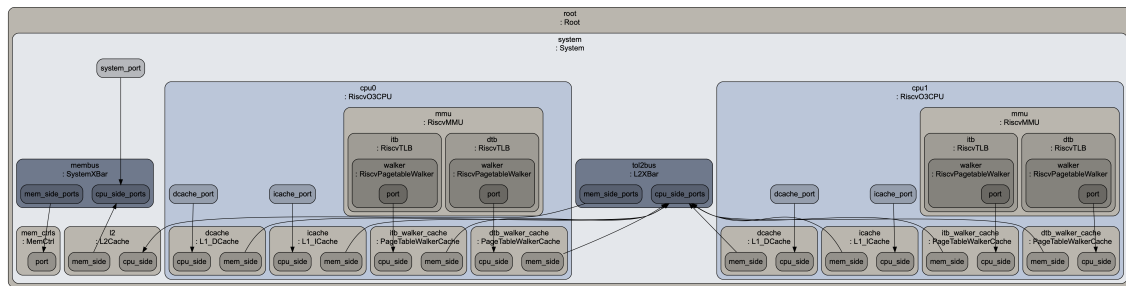 root
: Root
system
: System
system_port
cpu0
: RiscvO3CPU
cpu1
: RiscvO3CPU
mmu
: RiscvMMU
mmu
: RiscvMMU
itb
: RiscvTLB
dtb
: RiscvTLB
itb
: RiscvTLB
dtb
: RiscvTLB
membus
: SystemXBar
walker
: RiscvPagetableWalker
walker
: RiscvPagetableWalker
tol2bus
: L2XBar
walker
: RiscvPagetableWalker
walker
: RiscvPagetableWalker
mem_side_ports
cpu_side_ports
dcache_port
icache_port
port
port
mem_side_ports
cpu_side_ports
dcache_port
icache_port
port
port
mem_ctrls
: MemCtrl
l2
: L2Cache
dcache
: L1_DCache
icache
: L1_ICache
itb_walker_cache
: PageTableWalkerCache
dtb_walker_cache
: PageTableWalkerCache
dcache
: L1_DCache
icache
: L1_ICache
itb_walker_cache
: PageTableWalkerCache
dtb_walker_cache
: PageTableWalkerCache
port
mem_side
cpu_side
cpu_side
mem_side
cpu_side
mem_side
cpu_side
mem_side
cpu_side
mem_side
mem_side
cpu_side
mem_side
cpu_side
mem_side
cpu_side
mem_side
cpu_side